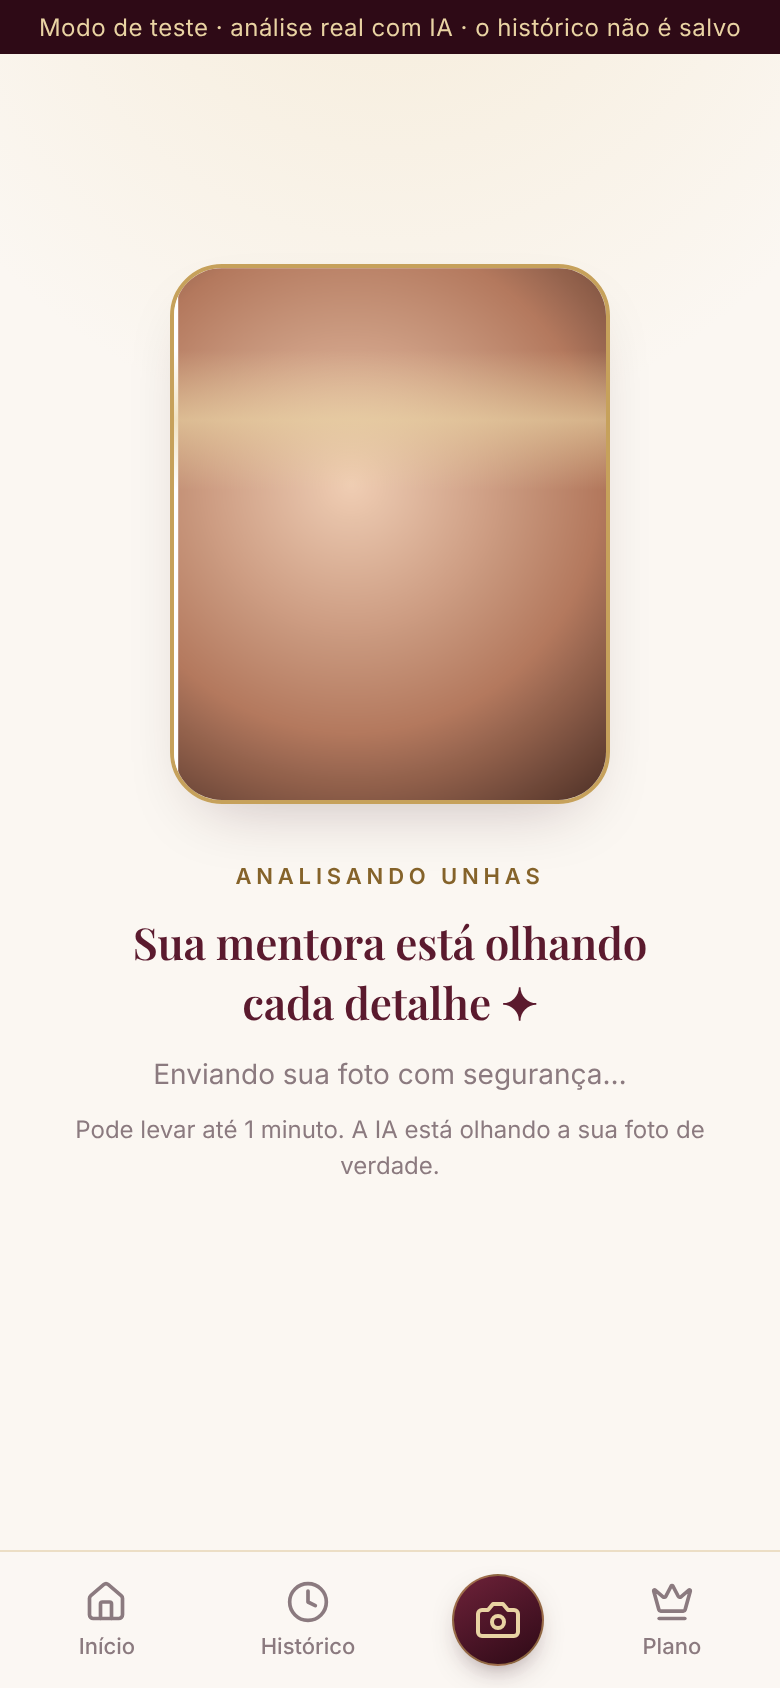 Modo de teste · análise real com IA · o histórico não é salvo
ANALISANDO UNHAS
Sua mentora está olhando
cada detalhe ✦
Enviando sua foto com segurança...
Pode levar até 1 minuto. A IA está olhando a sua foto de
verdade.
Início
Histórico
Plano